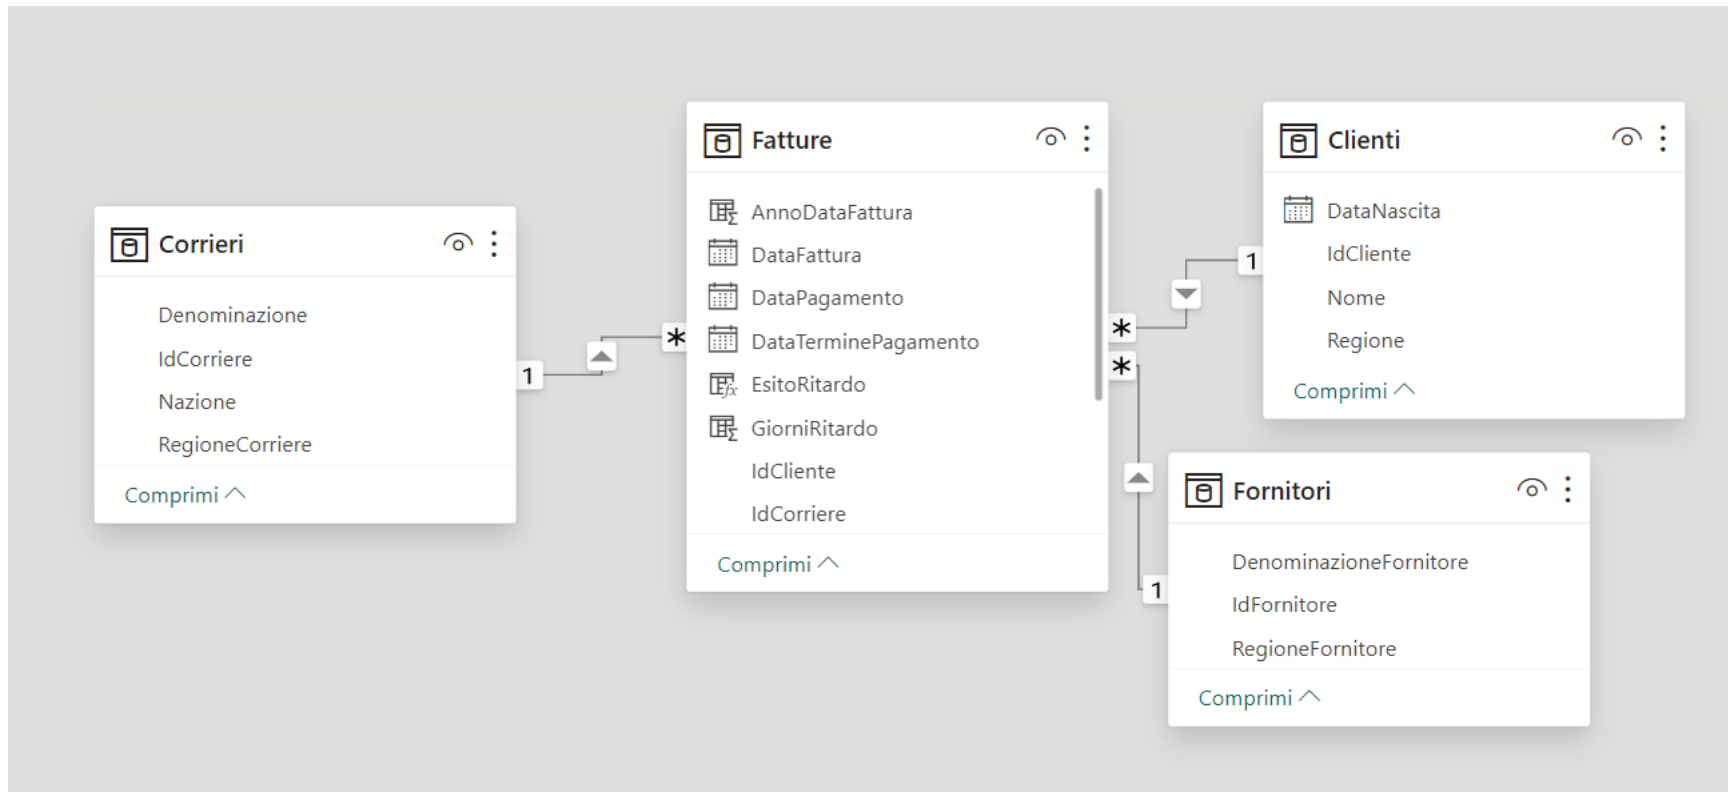 Corrieri
Denominazione
IdCorriere
Nazione
RegioneCorriere
Comprimi
1
*
Fatture
AnnoDataFattura
DataFattura
DataPagamento
DataTerminePagamento
EsitoRitardo
GiorniRitardo
IdCliente
IdCorriere
Comprimi
*
1
*
1
Clienti
DataNascita
IdCliente
Nome
Regione
Comprimi
Fornitori
DenominazioneFornitore
IdFornitore
RegioneFornitore
Comprimi